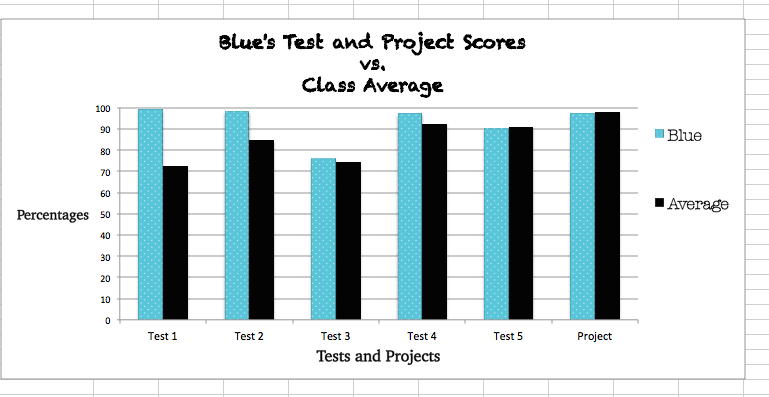 Blue's Test and Project Scores
vs.
Class Average
100
90
80
70
60
50
40
30
20
10
0
Percentages
Test 1 Test 2 Test 3 Test 4 Test 5 Project
Tests and Projects
Blue
Average